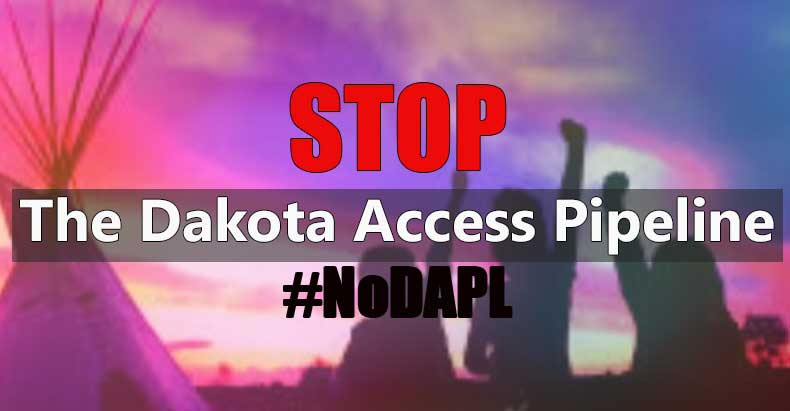 STOP
The Dakota Access Pipeline
#NoDAPL